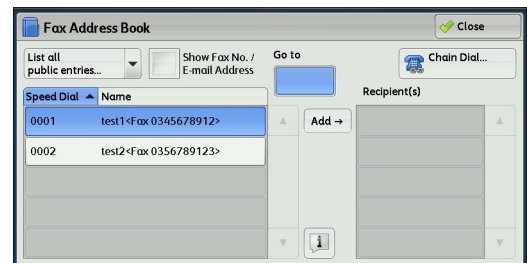 Fax Address Book
Close
List all
public entries...
Show Fax No. /
E-mail Address
Go to
Chain Dial...
Speed Dial
Name
Recipient(s)
0001
test1<Fax 0345678912>
Add →
0002
test2<Fax 0356789123>